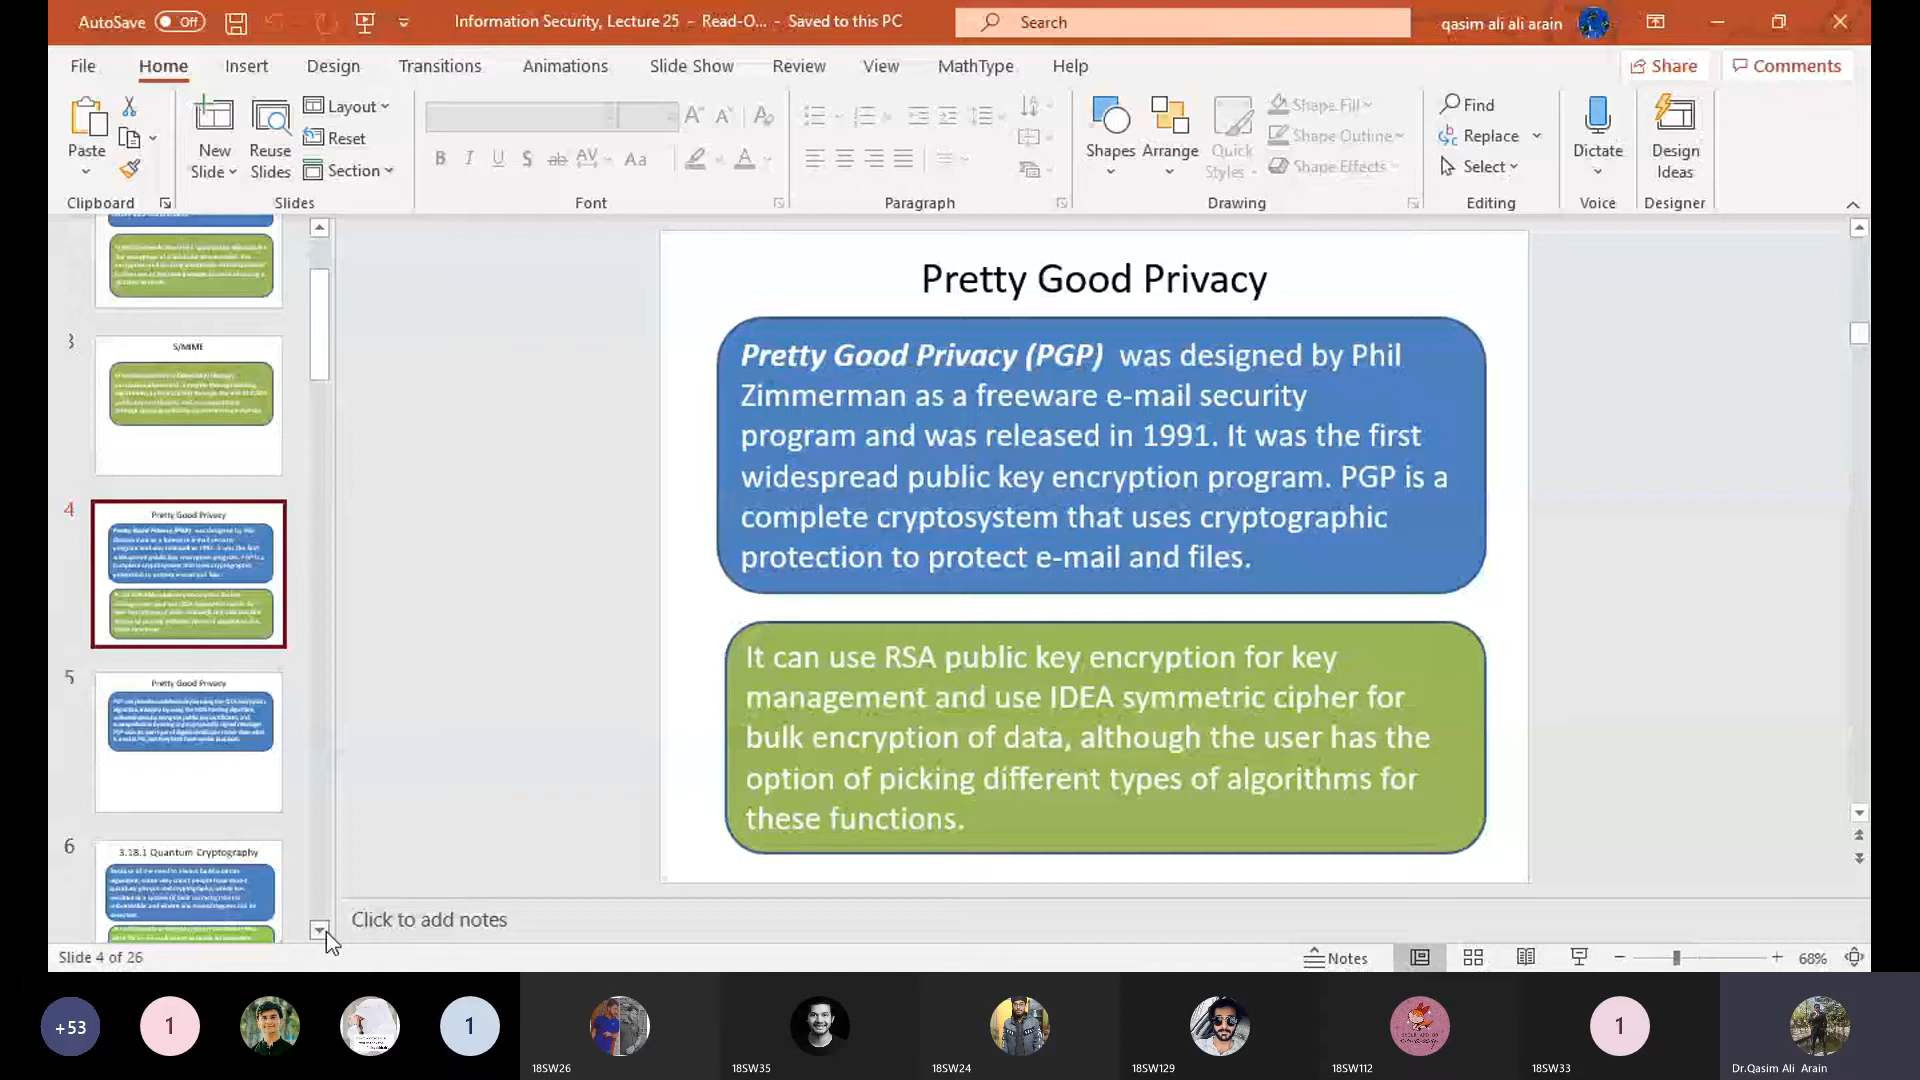 AutoSave Off Information Security, Lecture 25 - Read-O... - Saved to this PC Search qasim ali ali arain
File Home Insert Design Transitions Animations Slide Show Review View MathType Help Share Comments
Paste
New
Slide
Reuse
Slides
Layout
Reset
Section
Shapes Arrange Quick
Styles
Shape Fill
Shape Outline
Shape Effects
Find
Replace
Select
Dictate
Design
Ideas
Clipboard Slides Font Paragraph Drawing Editing Voice Designer
3
S/MIME
4
Pretty Good Privacy
5
Pretty Good Privacy
6
3.18.1 Quantum Cryptography
Pretty Good Privacy
Pretty Good Privacy (PGP) was designed by Phil
Zimmerman as a freeware e-mail security
program and was released in 1991. It was the first
widespread public key encryption program. PGP is a
complete cryptosystem that uses cryptographic
protection to protect e-mail and files.
It can use RSA public key encryption for key
management and use IDEA symmetric cipher for
bulk encryption of data, although the user has the
option of picking different types of algorithms for
these functions.
Click to add notes
Slide 4 of 26 Notes 68%
+53 1 1 1
18SW26 18SW35 18SW24 18SW129 18SW112 18SW33 Dr.Qasim Ali Arain